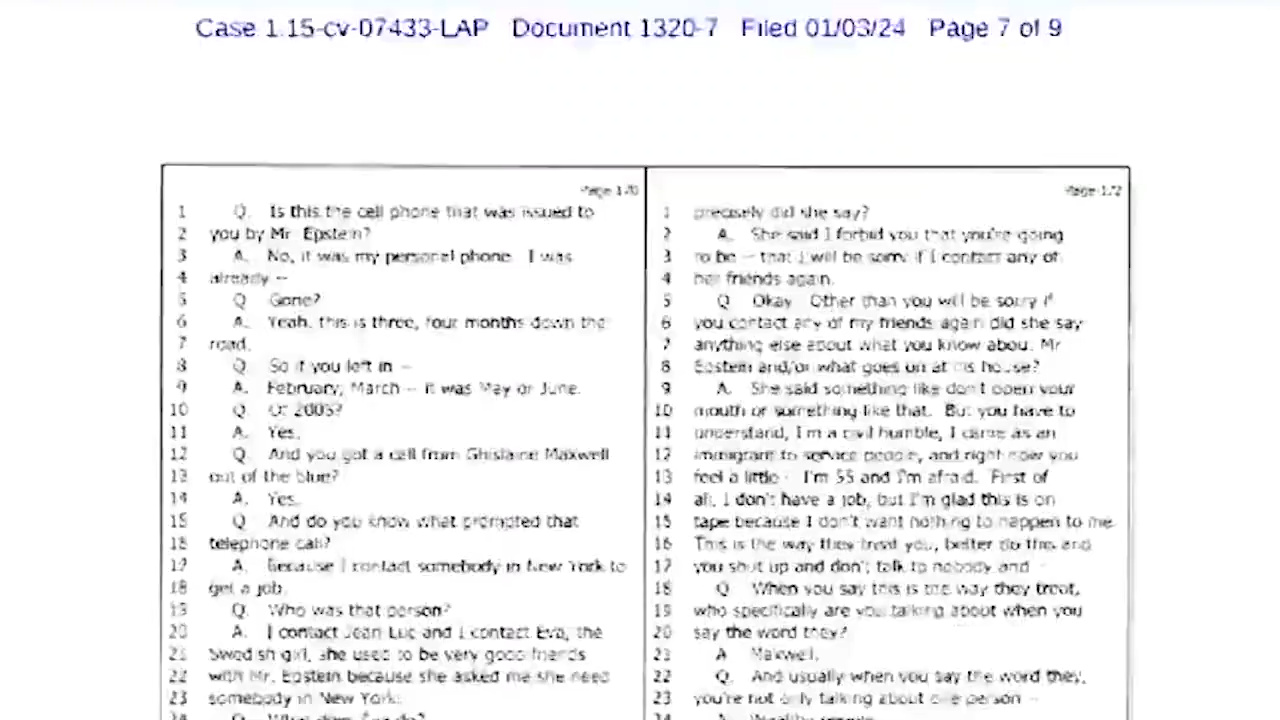 Case 1:15-cv-07433-LAP Document 1320-7 Filed 01/03/24 Page 7 of 9
Page 170
1 Q. Is this the cell phone that was issued to
2 you by Mr. Epstein?
3 A. No, it was my personal phone. I was
4 already --
5 Q. Gone?
6 A. Yeah, this is three, four months down the
7 road.
8 Q. So if you left in --
9 A. February, March -- it was May or June.
10 Q. Of 2003?
11 A. Yes.
12 Q. And you got a call from Ghislaine Maxwell
13 out of the blue?
14 A. Yes.
15 Q. And do you know what prompted that
16 telephone call?
17 A. Because I contact somebody in New York to
18 get a job.
19 Q. Who was that person?
20 A. I contact Jean Luc and I contact Eva, the
21 Swedish girl, she used to be very good friends
22 with Mr. Epstein because she asked me she need
23 somebody in New York.
24 Q. What does Eva do?
Page 172
1 precisely did she say?
2 A. She said I forbid you that you're going
3 to be -- that I will be sorry if I contact any of
4 her friends again.
5 Q. Okay. Other than you will be sorry if
6 you contact any of my friends again did she say
7 anything else about what you know about Mr.
8 Epstein and/or what goes on at his house?
9 A. She said something like don't open your
10 mouth or something like that. But you have to
11 understand, I'm a civil humble, I came as an
12 immigrant to service people, and right now you
13 feel a little -- I'm 55 and I'm afraid. First of
14 all, I don't have a job, but I'm glad this is on
15 tape because I don't want nothing to happen to me.
16 This is the way they treat you, better do this and
17 you shut up and don't talk to nobody and --
18 Q. When you say this is the way they treat,
19 who specifically are you talking about when you
20 say the word they?
21 A. Maxwell.
22 Q. And usually when you say the word they,
23 you're not only talking about one person --
24 A. Wealthy people.